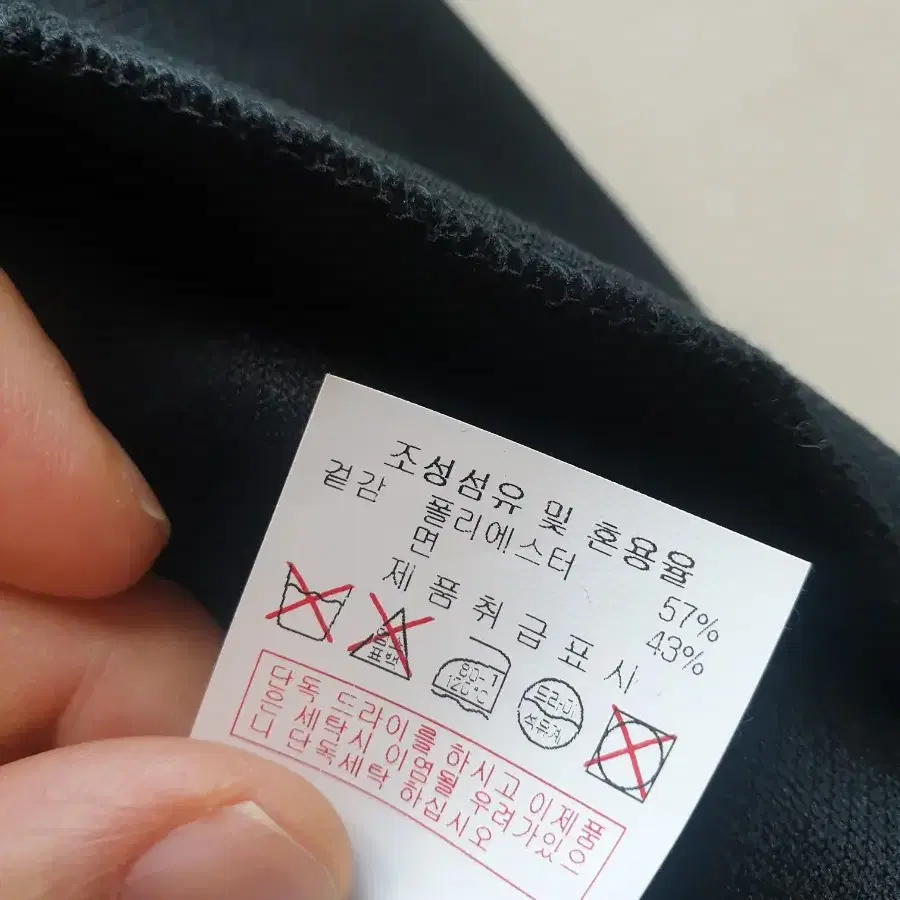 조성섬유 및 혼용율
겉감 폴리에스터 57%
면 43%
제품취급표시
표백
80-1
120℃
드라이
석유계
단독 드라이를 하시고 이제품
은 세탁시 이염될 우려가있으
니 단독세탁 하십시오